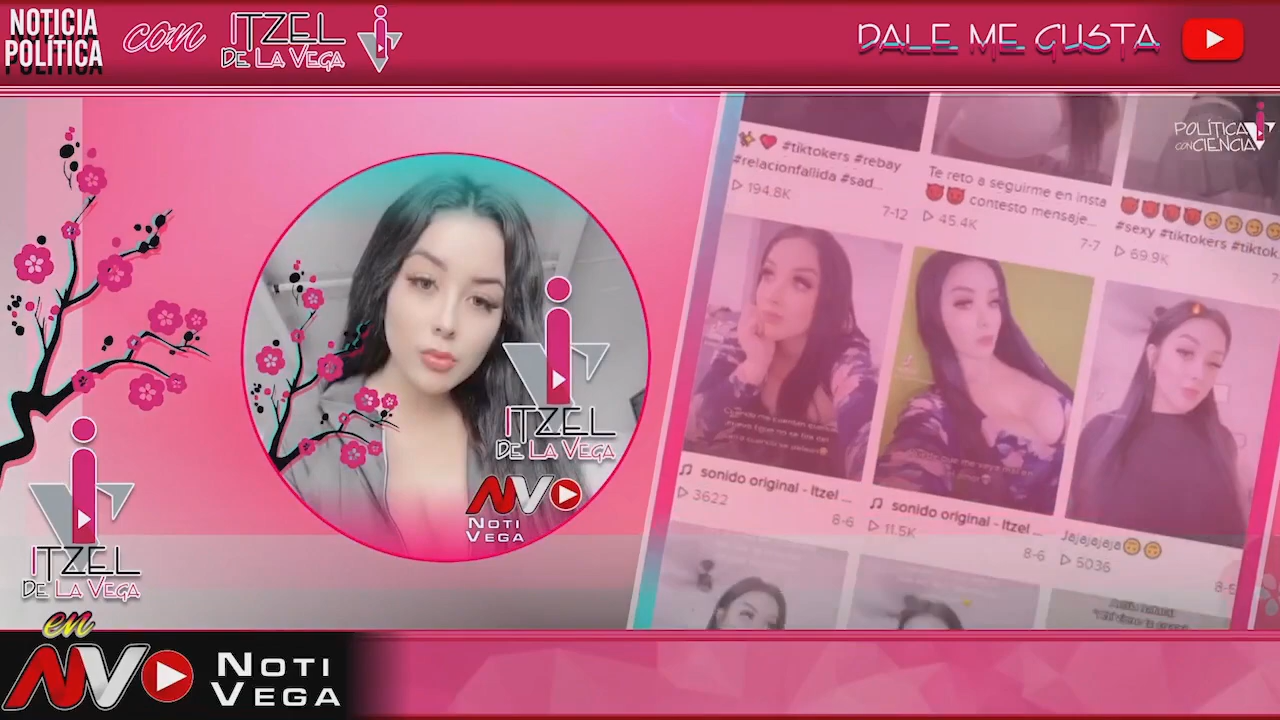 NOTICIA
POLÍTICA
con
ITZEL
DE LA VEGA
DALE ME GUSTA
POLÍTICA
CON CIENCIA
#tiktokers #rebay
#relacionfallida #sad...
194.8K
7-12
Te reto a seguirme en insta
contesto mensaje...
45.4K
7-7
#sexy #tiktokers #tiktok
69.9K
sonido original - Itzel ...
3622
8-6
sonido original - Itzel ...
11.5K
8-6
Jajajajaja
5036
8-5
ITZEL
DE LA VEGA
NV
NOTI
VEGA
ITZEL
DE LA VEGA
en
NV
NOTI
VEGA